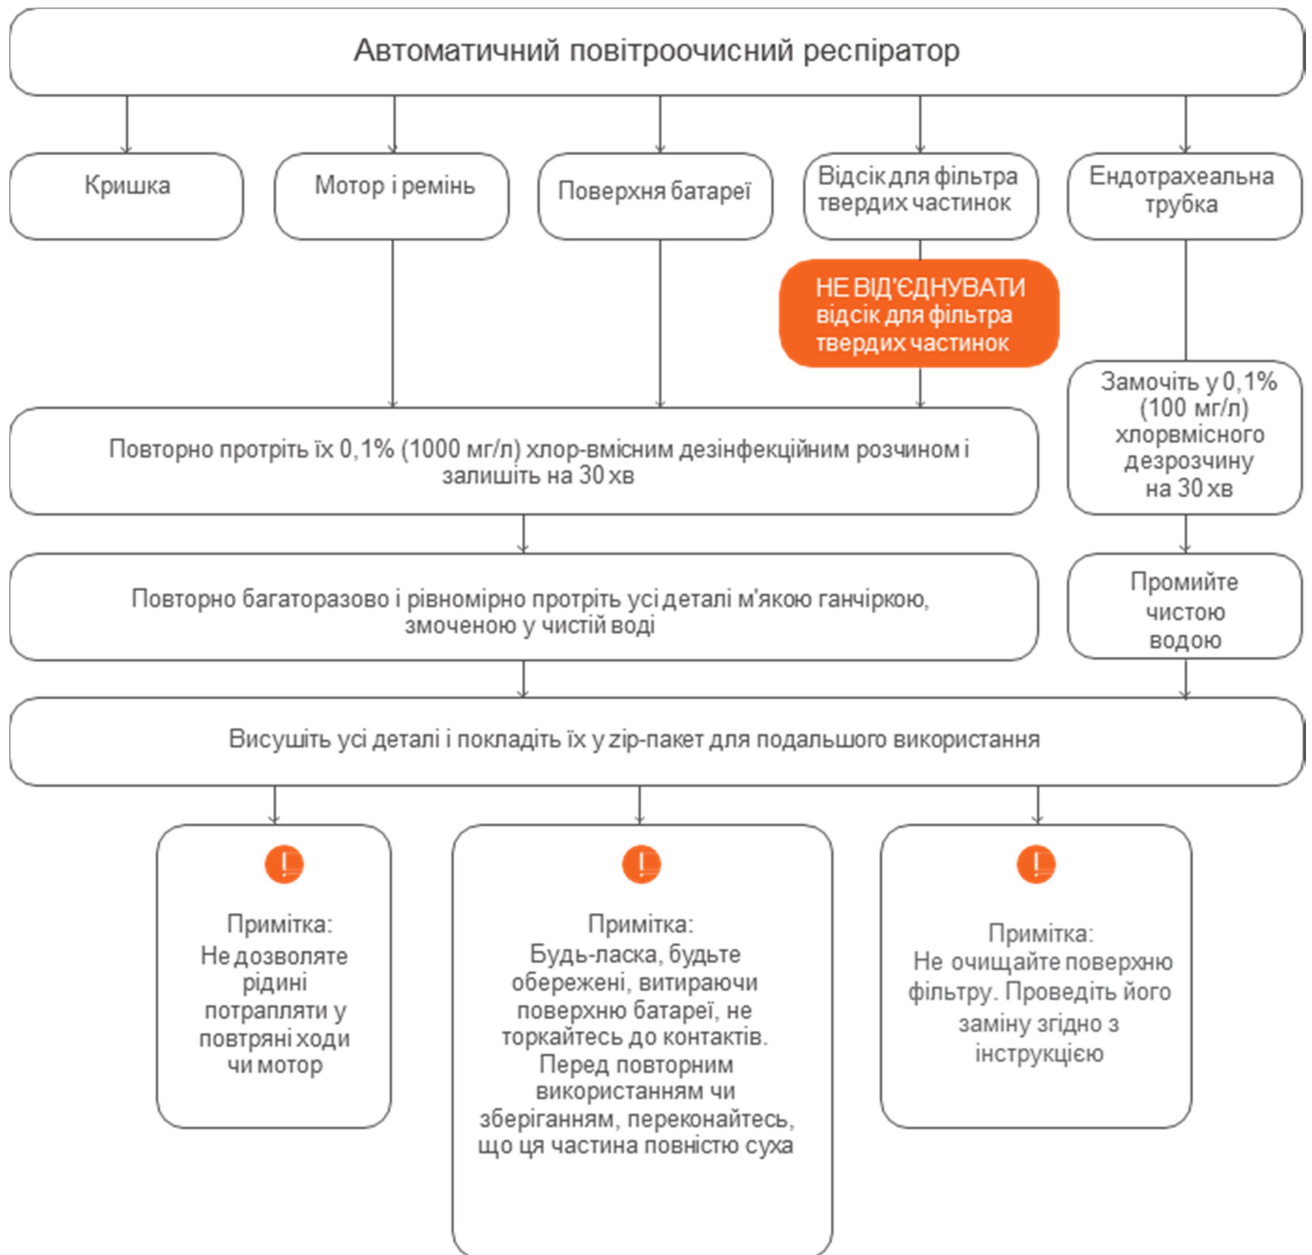 Автоматичний повітроочисний респіратор
Кришка
Мотор і ремінь
Поверхня батареї
Відсік для фільтра
твердих частинок
Ендотрахеальна
трубка
НЕ ВІД'ЄДНУВАТИ
відсік для фільтра
твердих частинок
Замочіть у 0,1%
(100 мг/л)
хлорвмісного
дезрозчину
на 30 хв
Повторно протріть їх 0,1% (1000 мг/л) хлор-вмісним дезінфекційним розчином і
залишіть на 30 хв
Повторно багаторазово і рівномірно протріть усі деталі м'якою ганчіркою,
змоченою у чистій воді
Промийте
чистою
водою
Висушіть усі деталі і покладіть їх у zip-пакет для подальшого використання
Примітка:
Не дозволяте
рідині
потрапляти у
повтряні ходи
чи мотор
Примітка:
Будь-ласка, будьте
обережені, витираючи
поверхню батареї, не
торкайтесь до контактів.
Перед повторним
використанням чи
зберіганням, переконайтесь,
що ця частина повністю суха
Примітка:
Не очищайте поверхню
фільтру. Проведіть його
заміну згідно з
інструкцією